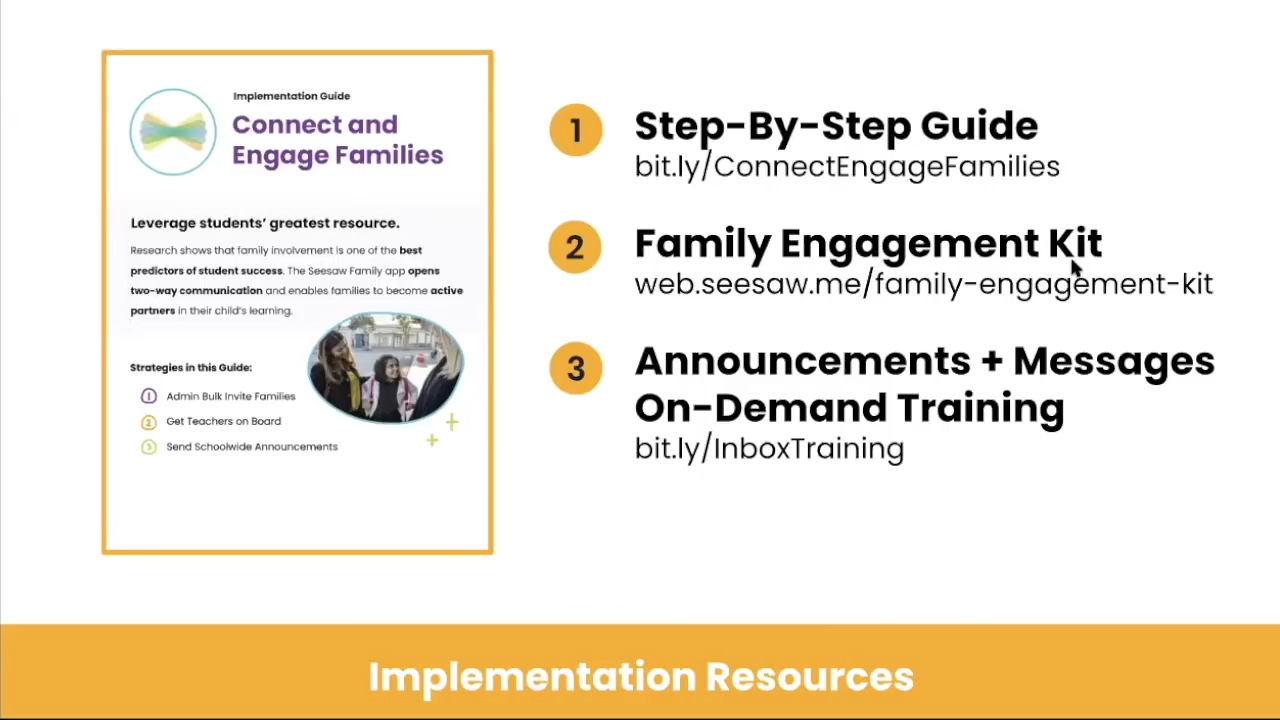 Implementation Guide
Connect and
Engage Families
Leverage students’ greatest resource.
Research shows that family involvement is one of the best
predictors of student success. The Seesaw Family app opens
two-way communication and enables families to become active
partners in their child’s learning.
Strategies in this Guide:
1 Admin Bulk Invite Families
2 Get Teachers on Board
3 Send Schoolwide Announcements
1 Step-By-Step Guide
bit.ly/ConnectEngageFamilies
2 Family Engagement Kit
web.seesaw.me/family-engagement-kit
3 Announcements + Messages
On-Demand Training
bit.ly/InboxTraining
Implementation Resources